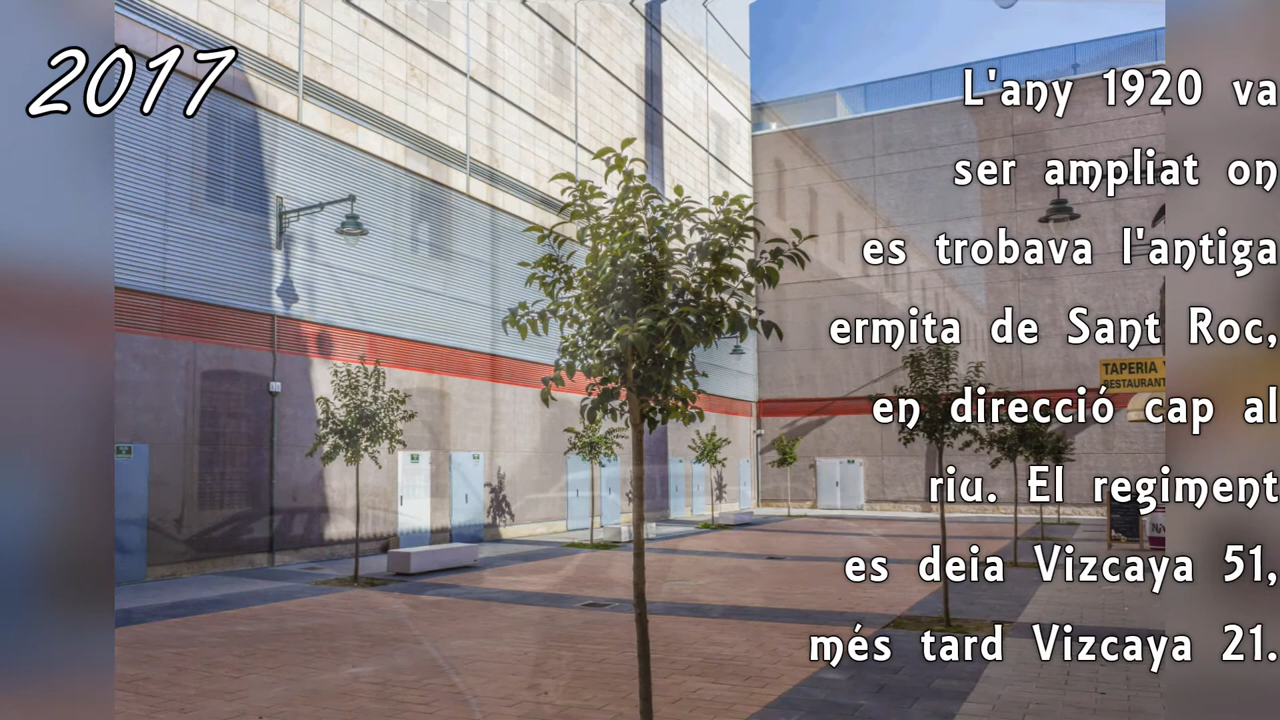 2017
L'any 1920 va
ser ampliat on
es trobava l'antiga
ermita de Sant Roc,
en direcció cap al
riu. El regiment
es deia Vizcaya 51,
més tard Vizcaya 21.
TAPERIA
RESTAURANT